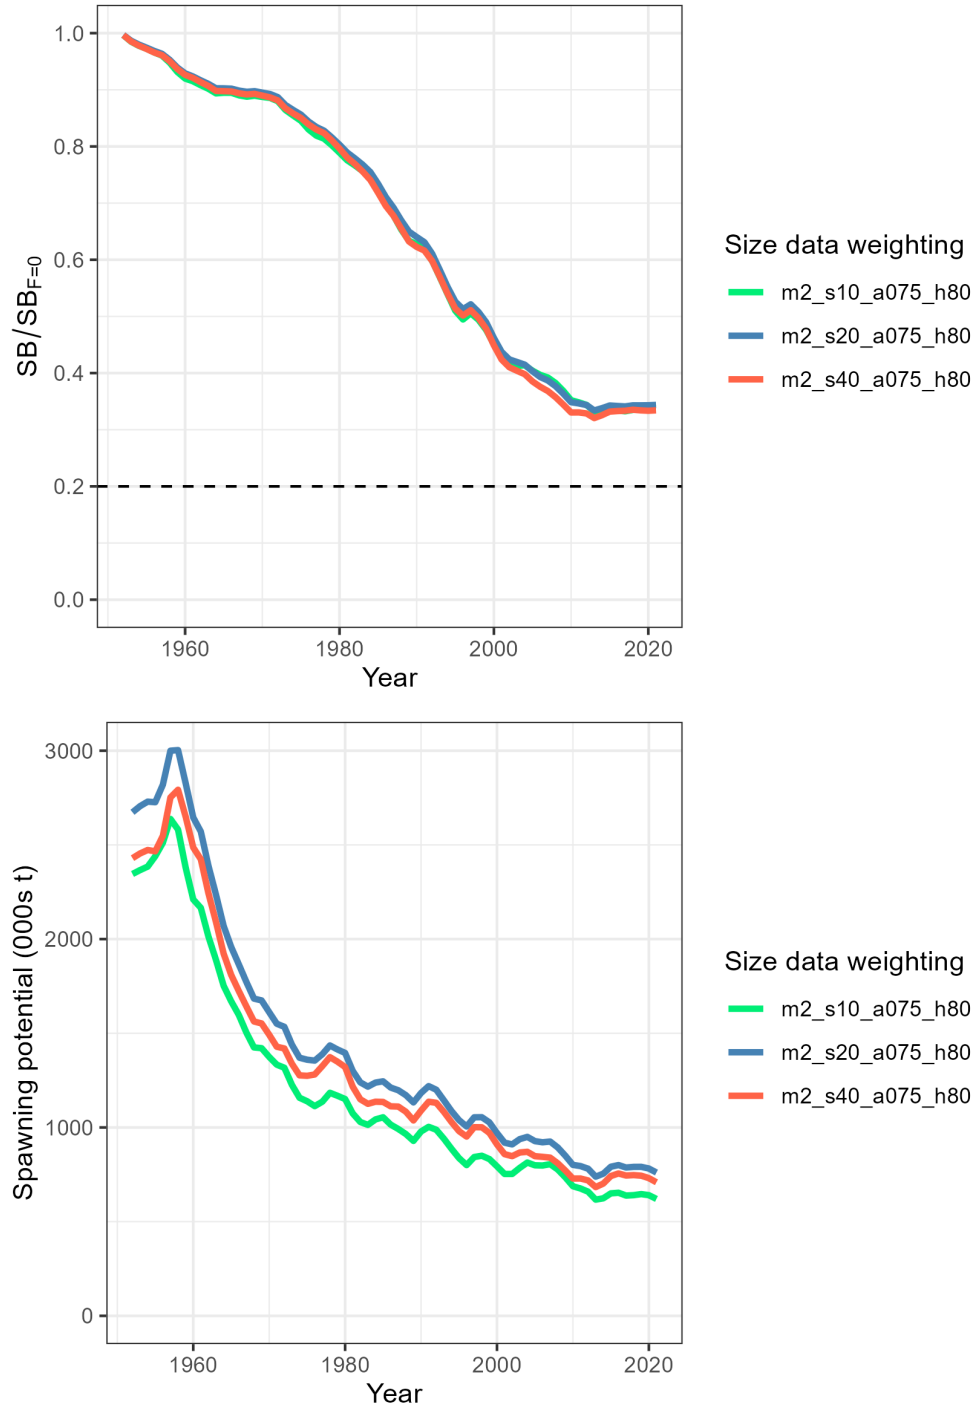 1.0
0.8
0.6
0.4
0.2
0.0
SB/SBF=0
1960
1980
2000
2020
Year
Size data weighting
m2_s10_a075_h80
m2_s20_a075_h80
m2_s40_a075_h80
3000
2000
1000
0
Spawning potential (000s t)
1960
1980
2000
2020
Year
Size data weighting
m2_s10_a075_h80
m2_s20_a075_h80
m2_s40_a075_h80